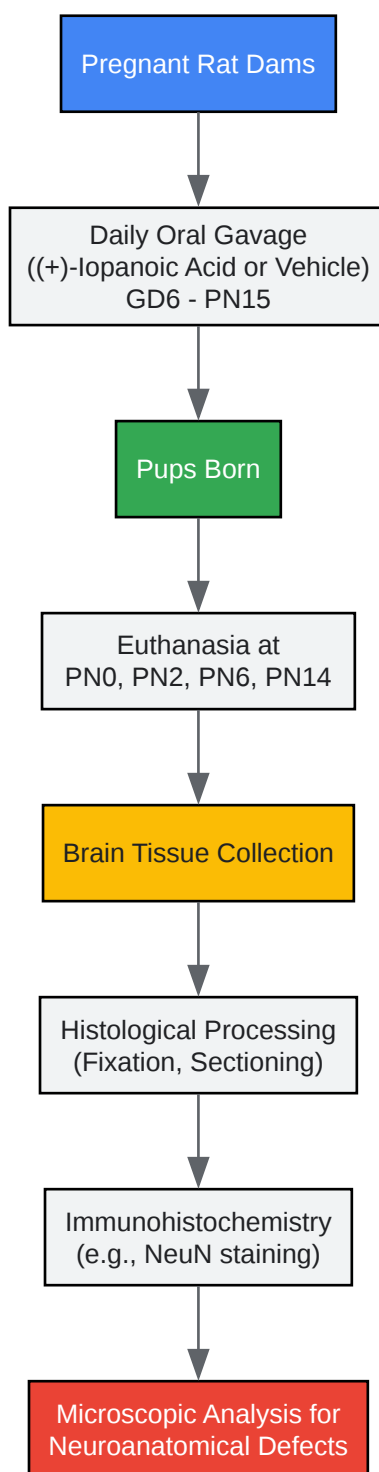 Pregnant Rat Dams
Daily Oral Gavage
((+)-Iopanoic Acid or Vehicle)
GD6 - PN15
Pups Born
Euthanasia at
PN0, PN2, PN6, PN14
Brain Tissue Collection
Histological Processing
(Fixation, Sectioning)
Immunohistochemistry
(e.g., NeuN staining)
Microscopic Analysis for
Neuroanatomical Defects